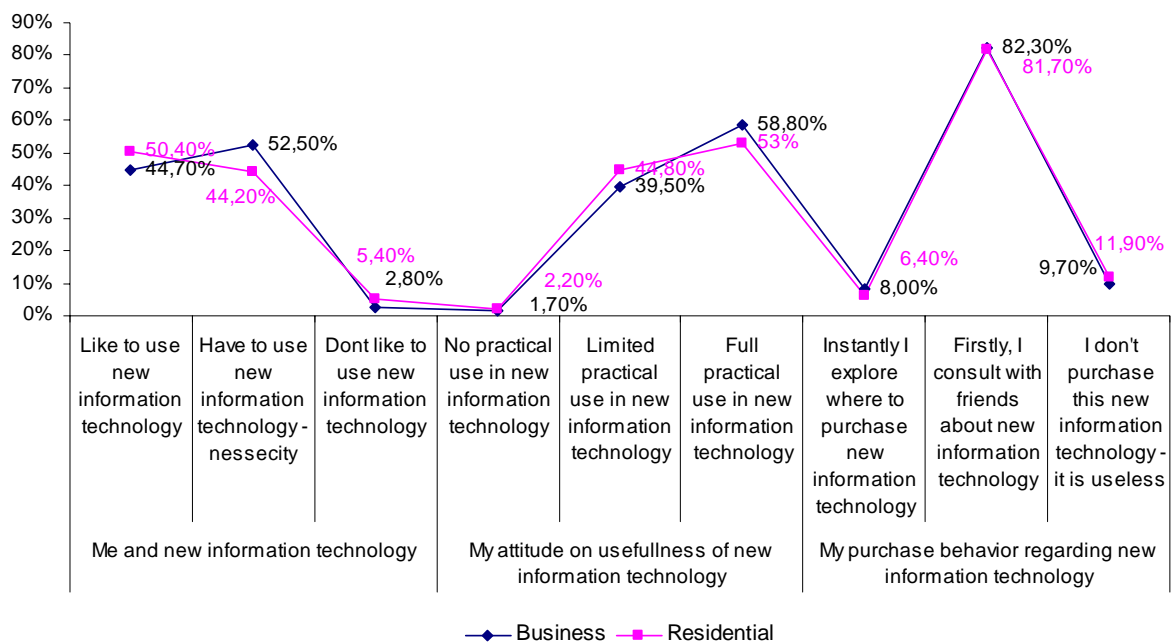 90%
80%
70%
60%
50%
40%
30%
20%
10%
0%
50,40%
44,70%
52,50%
44,20%
5,40%
2,80%
2,20%
1,70%
44,80%
39,50%
58,80%
53%
6,40%
8,00%
82,30%
81,70%
11,90%
9,70%
Like to use
new
information
technology
Have to use
new
information
technology -
nessecity
Dont like to
use new
information
technology
No practical
use in new
information
technology
Limited
practical
use in new
information
technology
Full
practical
use in new
information
technology
Instantly I
explore
where to
purchase
new
information
technology
Firstly, I
consult with
friends
about new
information
technology
I don't
purchase
this new
information
technology -
it is useless
Me and new information technology
My attitude on usefullness of new
information technology
My purchase behavior regarding new
information technology
Business
Residential